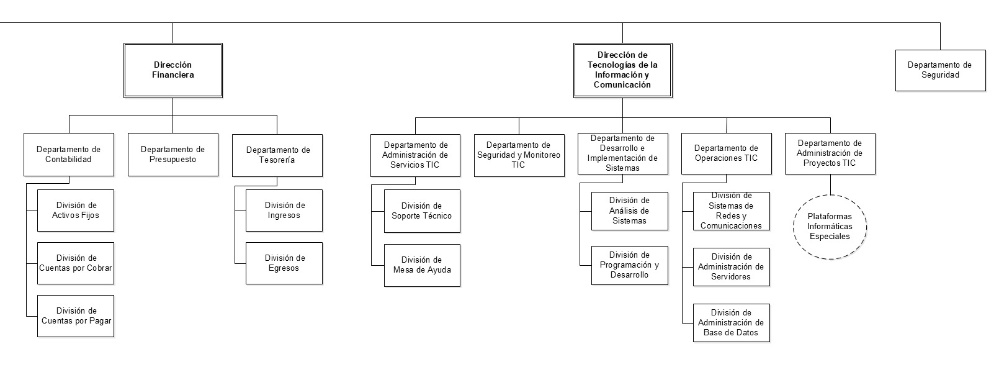 Dirección
Financiera
Dirección de
Tecnologías de la
Información y
Comunicación
Departamento de
Seguridad
Departamento de
Contabilidad
Departamento de
Presupuesto
Departamento de
Tesorería
Departamento de
Administración de
Servicios TIC
Departamento de
Seguridad y Monitoreo
TIC
Departamento de
Desarrollo e
Implementación de
Sistemas
Departamento de
Operaciones TIC
Departamento de
Administración de
Proyectos TIC
División de
Activos Fijos
División de
Cuentas por Cobrar
División de
Cuentas por Pagar
División de
Ingresos
División de
Egresos
División de
Soporte Técnico
División de
Mesa de Ayuda
División de
Análisis de
Sistemas
División de
Programación y
Desarrollo
División de
Sistemas de
Redes y
Comunicaciones
División de
Administración de
Servidores
División de
Administración de
Base de Datos
Plataformas
Informáticas
Especiales